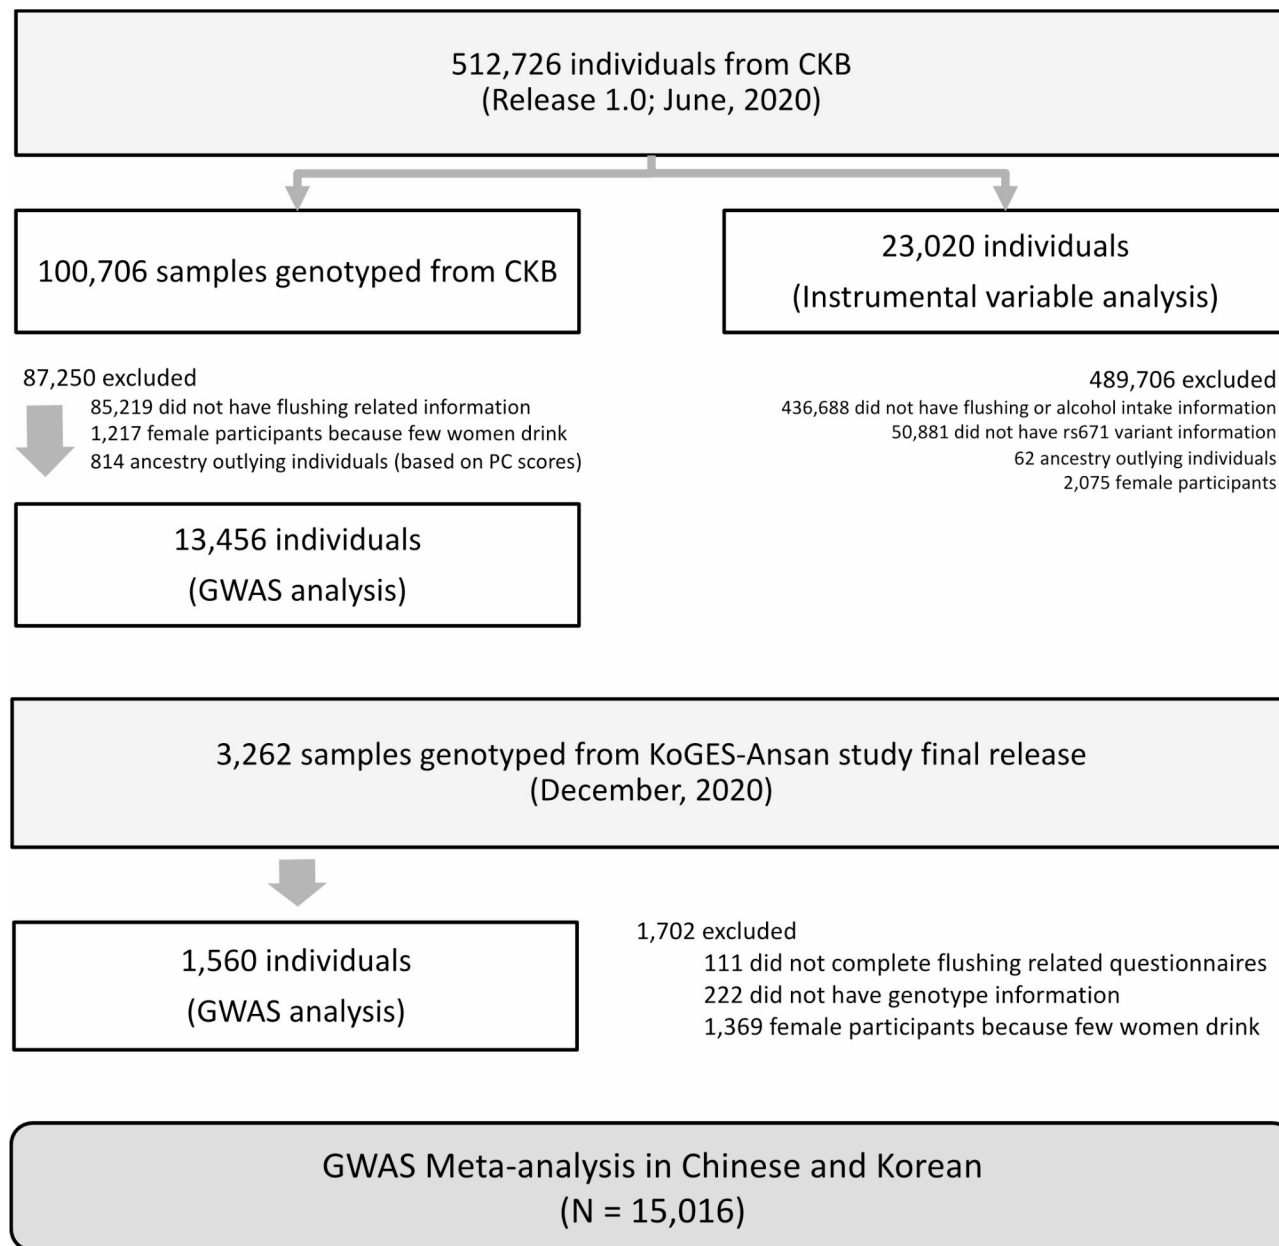 512,726 individuals from CKB
(Release 1.0; June, 2020)
100,706 samples genotyped from CKB
23,020 individuals
(Instrumental variable analysis)
87,250 excluded
85,219 did not have flushing related information
1,217 female participants because few women drink
814 ancestry outlying individuals (based on PC scores)
489,706 excluded
436,688 did not have flushing or alcohol intake information
50,881 did not have rs671 variant information
62 ancestry outlying individuals
2,075 female participants
13,456 individuals
(GWAS analysis)
3,262 samples genotyped from KoGES-Ansan study final release
(December, 2020)
1,560 individuals
(GWAS analysis)
1,702 excluded
111 did not complete flushing related questionnaires
222 did not have genotype information
1,369 female participants because few women drink
GWAS Meta-analysis in Chinese and Korean
(N = 15,016)